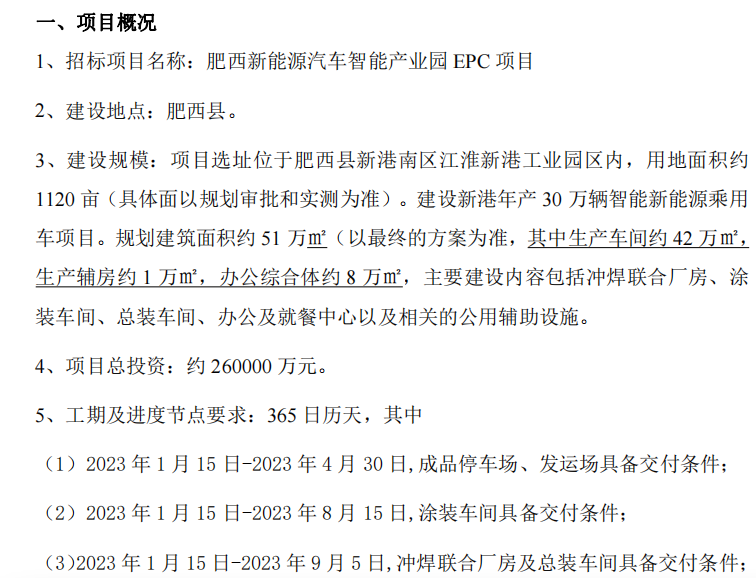 一、项目概况
1、招标项目名称：肥西新能源汽车智能产业园 EPC 项目
2、建设地点：肥西县。
3、建设规模：项目选址位于肥西县新港南区江淮新港工业园区内，用地面积约
1120 亩（具体面以规划审批和实测为准）。建设新港年产 30 万辆智能新能源乘用
车项目。规划建筑面积约 51 万㎡（以最终的方案为准，其中生产车间约 42 万㎡，
生产辅房约 1 万㎡，办公综合体约 8 万㎡，主要建设内容包括冲焊联合厂房、涂
装车间、总装车间、办公及就餐中心以及相关的公用辅助设施。
4、项目总投资：约 260000 万元。
5、工期及进度节点要求：365 日历天，其中
（1）2023 年 1 月 15 日-2023 年 4 月 30 日,成品停车场、发运场具备交付条件；
（2）2023 年 1 月 15 日-2023 年 8 月 15 日,涂装车间具备交付条件；
(3)2023 年 1 月 15 日-2023 年 9 月 5 日,冲焊联合厂房及总装车间具备交付条件；